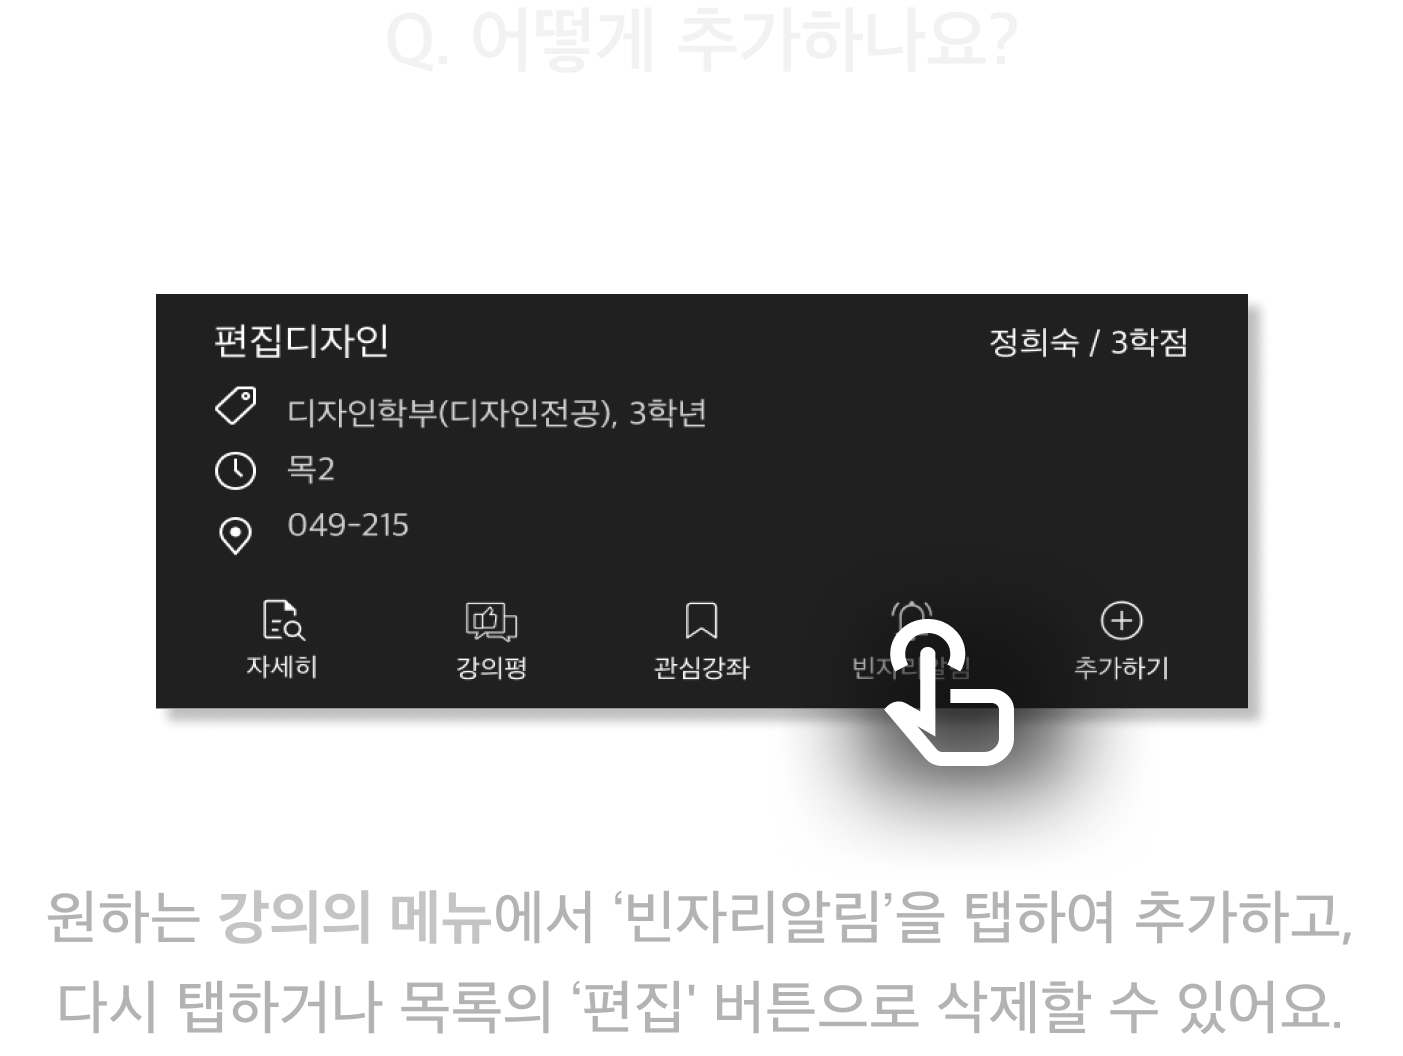 Q. 어떻게 추가하나요?
편집디자인
정희숙 / 3학점
디자인학부(디자인전공), 3학년
목2
049-215
자세히
강의평
관심강좌
빈자리알림
추가하기
원하는 강의의 메뉴에서 ‘빈자리알림’을 탭하여 추가하고,
다시 탭하거나 목록의 ‘편집' 버튼으로 삭제할 수 있어요.